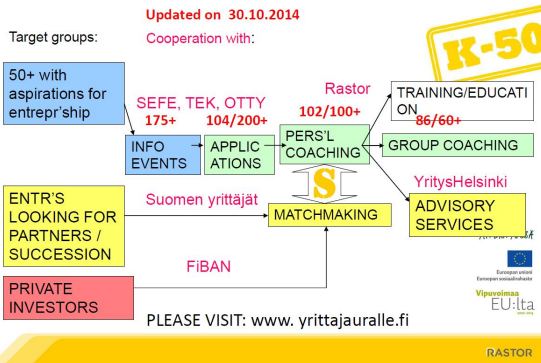 Updated on 30.10.2014
Target groups:
Cooperation with:
K-50
50+ with
aspirations for
entrepr'ship
SEFE, TEK, OTTY
Rastor
175+
104/200+
102/100+
86/60+
TRAINING/EDUCATI
ON
INFO
EVENTS
APPLIC
ATIONS
PERS'L
COACHING
GROUP COACHING
S
YritysHelsinki
ENTR'S
LOOKING FOR
PARTNERS /
SUCCESSION
Suomen yrittäjät
MATCHMAKING
ADVISORY
SERVICES
FiBAN
PRIVATE
INVESTORS
Euroopan unioni
Euroopan sosiaalirahasto
Vipuvoimaa
EU:lta
PLEASE VISIT: www. yrittajauralle.fi
RASTOR